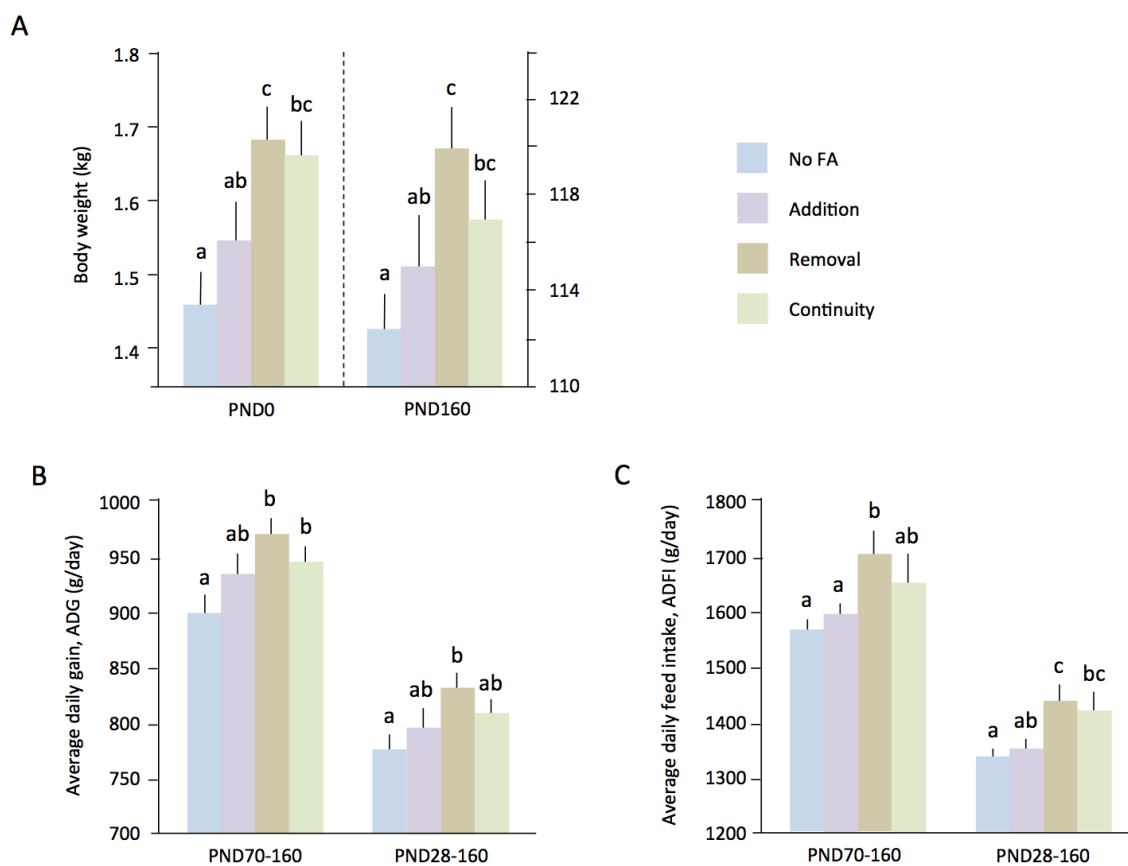 A
Body weight (kg)
1.8
1.7
1.6
1.5
1.4
a
ab
c
bc
a
ab
c
bc
122
118
114
110
PND0
PND160
No FA
Addition
Removal
Continuity
B
Average daily gain, ADG (g/day)
1000
950
900
850
800
750
700
a
ab
b
b
a
ab
b
ab
PND70-160
PND28-160
C
Average daily feed intake, ADFI (g/day)
1800
1700
1600
1500
1400
1300
1200
a
a
b
ab
a
ab
c
bc
PND70-160
PND28-160